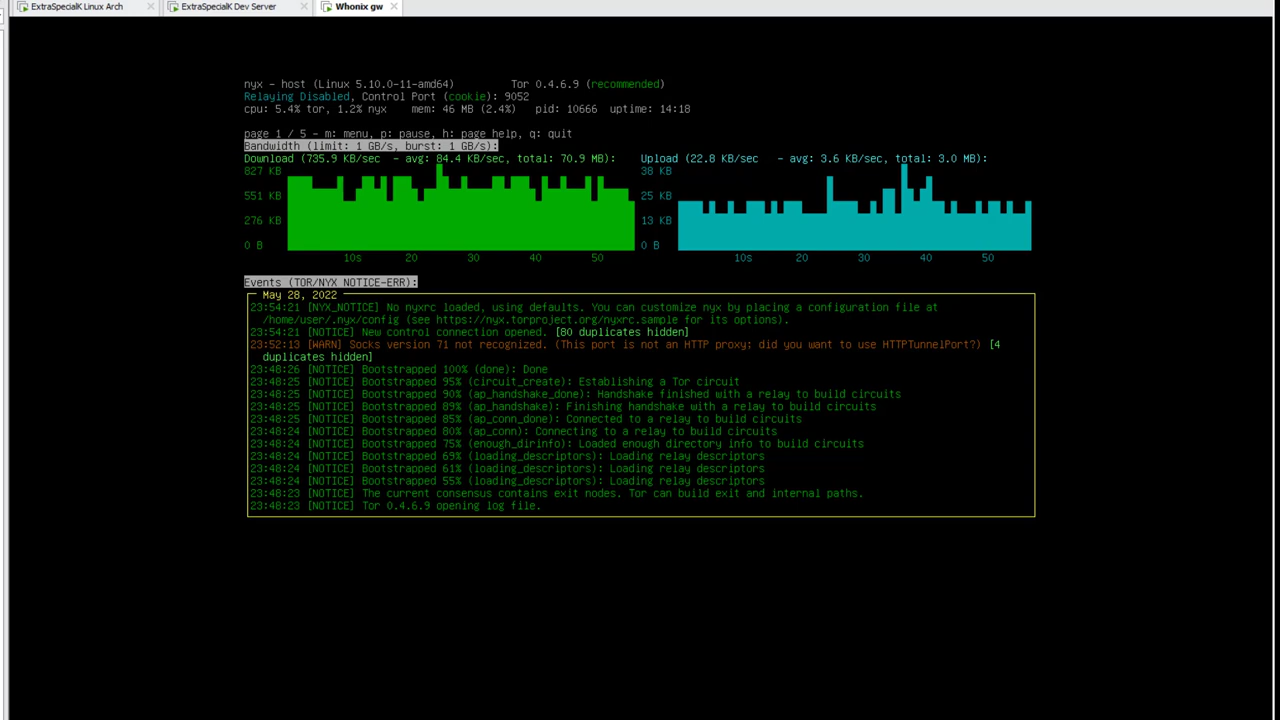 ExtraSpecialK Linux Arch ExtraSpecialK Dev Server Whonix gw
nyx - host (Linux 5.10.0-11-amd64) Tor 0.4.6.9 (recommended)
Relaying Disabled, Control Port (cookie): 9052
cpu: 5.4% tor, 1.2% nyx mem: 46 MB (2.4%) pid: 10666 uptime: 14:18
page 1 / 5 - m: menu, p: pause, h: page help, q: quit
Bandwidth (limit: 1 GB/s, burst: 1 GB/s):
Download (735.9 KB/sec - avg: 84.4 KB/sec, total: 70.9 MB): Upload (22.8 KB/sec - avg: 3.6 KB/sec, total: 3.0 MB):
827 KB 38 KB
551 KB 25 KB
276 KB 13 KB
0 B 0 B
10s 20 30 40 50 10s 20 30 40 50
Events (TOR/NYX NOTICE-ERR):
May 28, 2022
23:54:21 [NYX_NOTICE] No nyxrc loaded, using defaults. You can customize nyx by placing a configuration file at
/home/user/.nyx/config (see https://nyx.torproject.org/nyxrc.sample for its options).
23:54:21 [NOTICE] New control connection opened. [80 duplicates hidden]
23:52:13 [WARN] Socks version 71 not recognized. (This port is not an HTTP proxy; did you want to use HTTPTunnelPort?) [4
duplicates hidden]
23:48:26 [NOTICE] Bootstrapped 100% (done): Done
23:48:25 [NOTICE] Bootstrapped 95% (circuit_create): Establishing a Tor circuit
23:48:25 [NOTICE] Bootstrapped 90% (ap_handshake_done): Handshake finished with a relay to build circuits
23:48:25 [NOTICE] Bootstrapped 89% (ap_handshake): Finishing handshake with a relay to build circuits
23:48:25 [NOTICE] Bootstrapped 85% (ap_conn_done): Connected to a relay to build circuits
23:48:24 [NOTICE] Bootstrapped 80% (ap_conn): Connecting to a relay to build circuits
23:48:24 [NOTICE] Bootstrapped 75% (enough_dirinfo): Loaded enough directory info to build circuits
23:48:24 [NOTICE] Bootstrapped 69% (loading_descriptors): Loading relay descriptors
23:48:24 [NOTICE] Bootstrapped 61% (loading_descriptors): Loading relay descriptors
23:48:24 [NOTICE] Bootstrapped 55% (loading_descriptors): Loading relay descriptors
23:48:23 [NOTICE] The current consensus contains exit nodes. Tor can build exit and internal paths.
23:48:23 [NOTICE] Tor 0.4.6.9 opening log file.